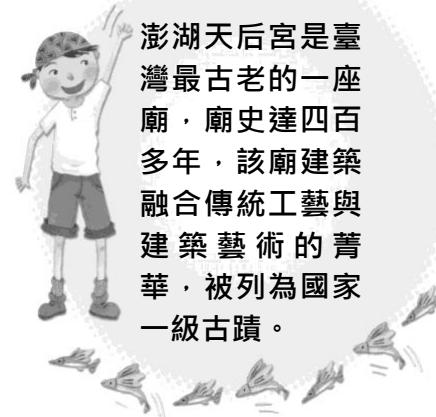 澎湖天后宮是臺
灣最古老的一座
廟，廟史達四百
多年，該廟建築
融合傳統工藝與
建築藝術的菁
華，被列為國家
一級古蹟。